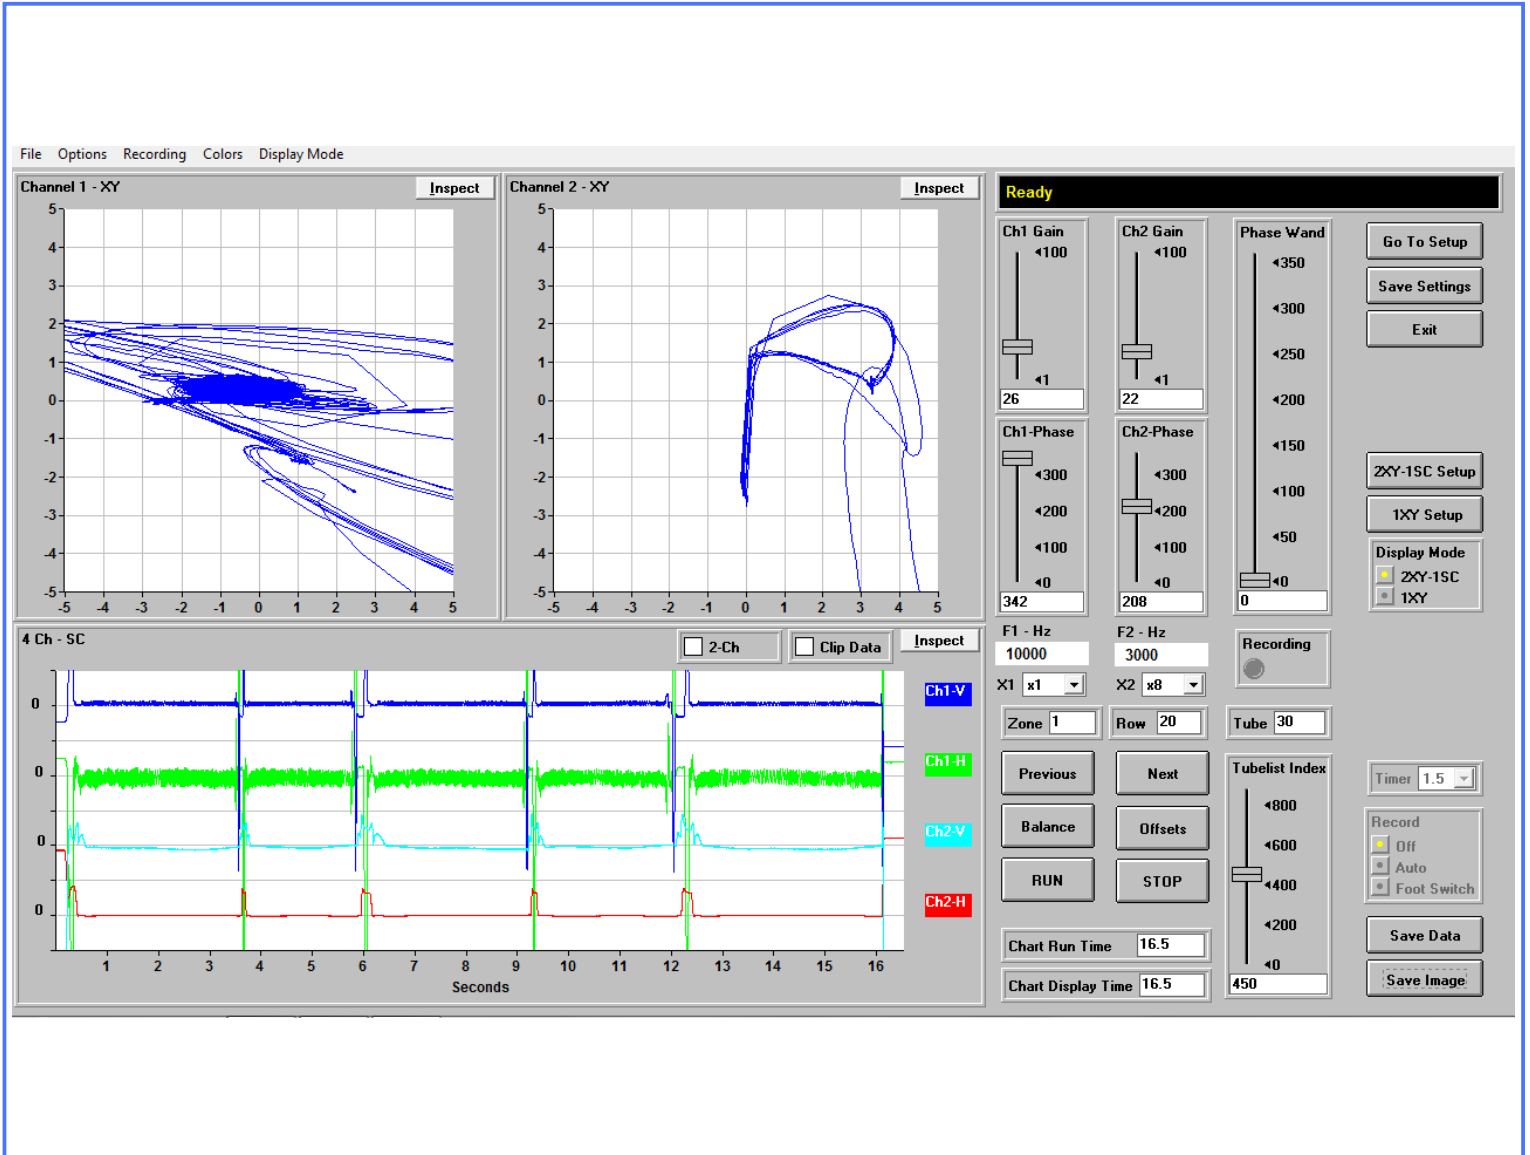 File Options Recording Colors Display Mode
Channel 1 - XY
Inspect
5
4
3
2
1
0
-1
-2
-3
-4
-5
-5 -4 -3 -2 -1 0 1 2 3 4 5
Channel 2 - XY
Inspect
5
4
3
2
1
0
-1
-2
-3
-4
-5
-5 -4 -3 -2 -1 0 1 2 3 4 5
4 Ch - SC
2-Ch
Clip Data
Inspect
0
0
0
0
Ch1-V
Ch1-H
Ch2-V
Ch2-H
1 2 3 4 5 6 7 8 9 10 11 12 13 14 15 16
Seconds
Ready
Ch1 Gain
100
1
26
Ch2 Gain
100
1
22
Phase Wand
350
300
250
200
150
100
50
0
0
Ch1-Phase
300
200
100
0
342
Ch2-Phase
300
200
100
0
208
Go To Setup
Save Settings
Exit
2XY-1SC Setup
1XY Setup
Display Mode
2XY-1SC
1XY
F1 - Hz
10000
F2 - Hz
3000
X1 x1
X2 x8
Recording
Zone 1
Row 20
Tube 30
Previous
Next
Balance
Offsets
RUN
STOP
Chart Run Time 16.5
Chart Display Time 16.5
Tubelist Index
800
600
400
200
0
450
Timer 1.5
Record
Off
Auto
Foot Switch
Save Data
Save Image